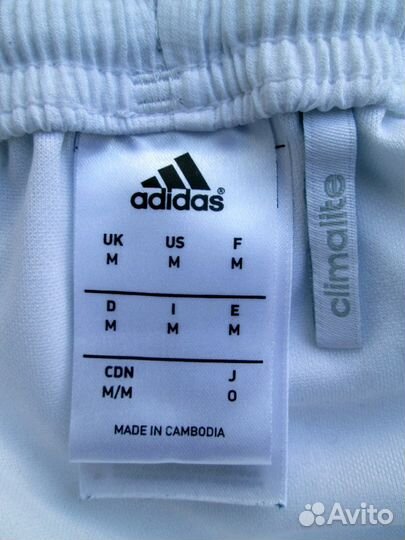 adidas®
UK US F
M M M
D I E
M M M
CDN J
M/M O
MADE IN CAMBODIA
climalite
Avito